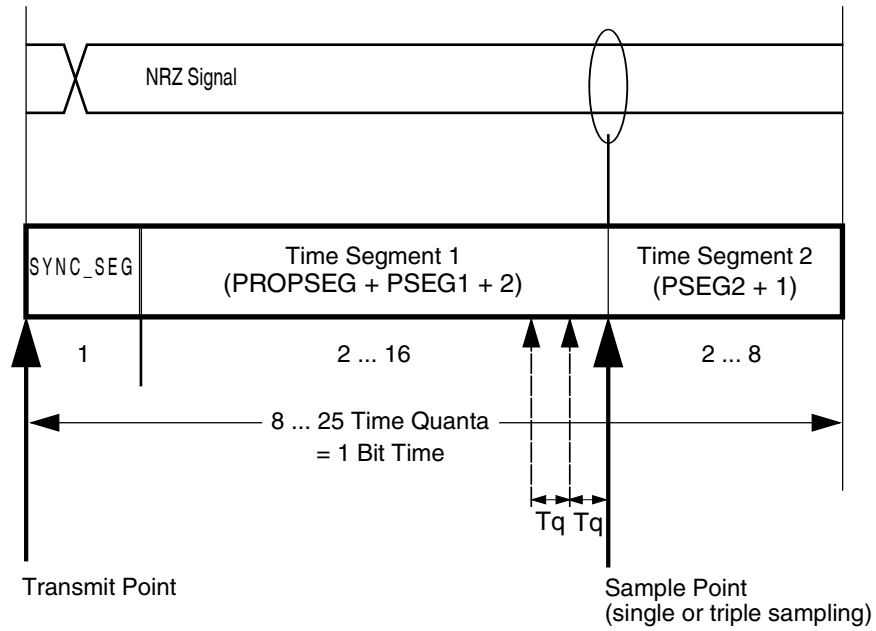 NRZ Signal
SYNC_SEG
Time Segment 1
(PROPSEG + PSEG1 + 2)
Time Segment 2
(PSEG2 + 1)
1
2 ... 16
2 ... 8
8 ... 25 Time Quanta
= 1 Bit Time
Tq Tq
Transmit Point
Sample Point
(single or triple sampling)